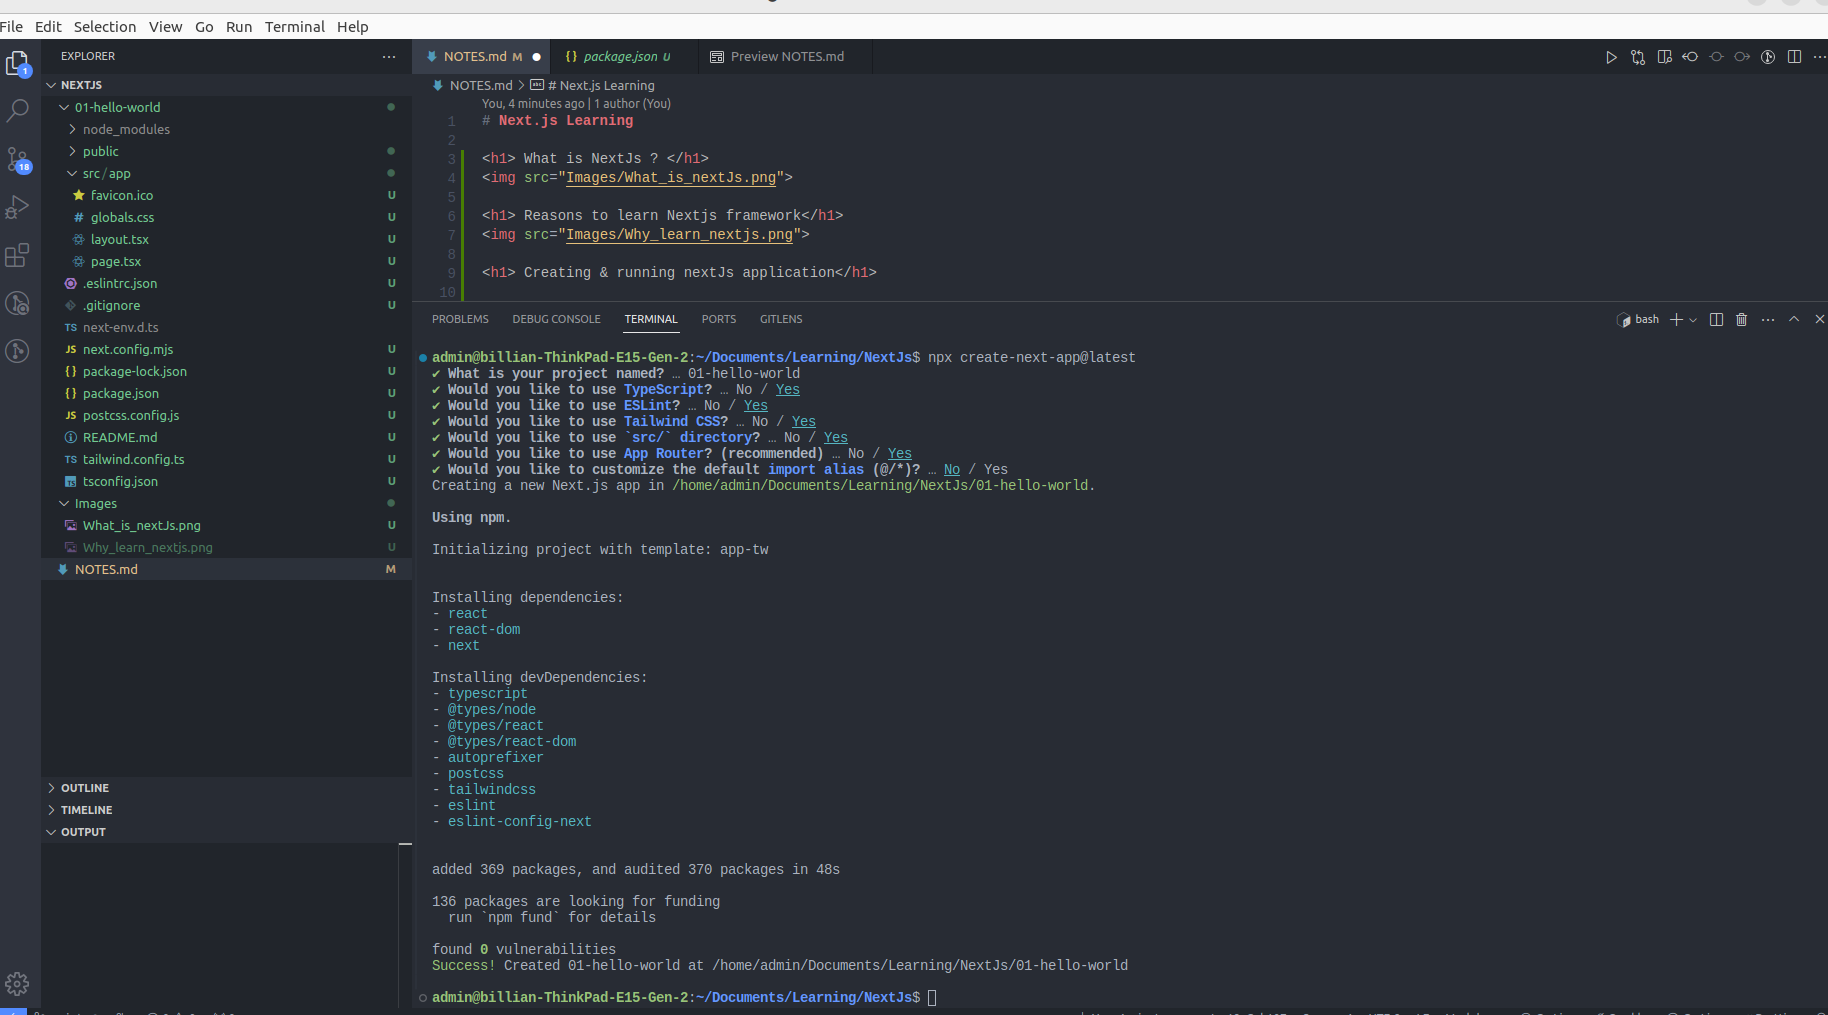 File Edit Selection View Go Run Terminal Help
EXPLORER
NEXTJS
01-hello-world
node_modules
public
src/app
favicon.ico U
globals.css U
layout.tsx U
page.tsx U
.eslintrc.json U
.gitignore U
next-env.d.ts
next.config.mjs U
package-lock.json U
package.json U
postcss.config.js U
README.md U
tailwind.config.ts U
tsconfig.json U
Images
What_is_nextJs.png U
Why_learn_nextjs.png U
NOTES.md M
OUTLINE
TIMELINE
OUTPUT
1
18
NOTES.md M
package.json U
Preview NOTES.md
NOTES.md > # Next.js Learning
You, 4 minutes ago | 1 author (You)
1 # Next.js Learning
2
3 <h1> What is NextJs ? </h1>
4 <img src="Images/What_is_nextJs.png">
5
6 <h1> Reasons to learn Nextjs framework</h1>
7 <img src="Images/Why_learn_nextjs.png">
8
9 <h1> Creating & running nextJs application</h1>
10
PROBLEMS DEBUG CONSOLE TERMINAL PORTS GITLENS
bash
admin@billian-ThinkPad-E15-Gen-2:~/Documents/Learning/NextJs$ npx create-next-app@latest
✔ What is your project named? … 01-hello-world
✔ Would you like to use TypeScript? … No / Yes
✔ Would you like to use ESLint? … No / Yes
✔ Would you like to use Tailwind CSS? … No / Yes
✔ Would you like to use `src/` directory? … No / Yes
✔ Would you like to use App Router? (recommended) … No / Yes
✔ Would you like to customize the default import alias (@/*)? … No / Yes
Creating a new Next.js app in /home/admin/Documents/Learning/NextJs/01-hello-world.
Using npm.
Initializing project with template: app-tw
Installing dependencies:
- react
- react-dom
- next
Installing devDependencies:
- typescript
- @types/node
- @types/react
- @types/react-dom
- autoprefixer
- postcss
- tailwindcss
- eslint
- eslint-config-next
added 369 packages, and audited 370 packages in 48s
136 packages are looking for funding
run `npm fund` for details
found 0 vulnerabilities
Success! Created 01-hello-world at /home/admin/Documents/Learning/NextJs/01-hello-world
admin@billian-ThinkPad-E15-Gen-2:~/Documents/Learning/NextJs$